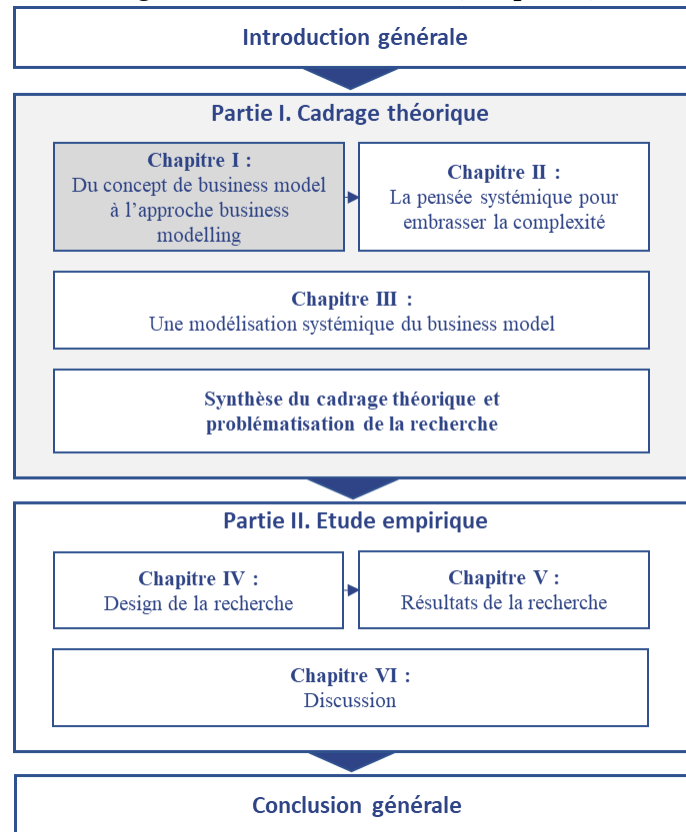 Introduction générale
Partie I. Cadrage théorique
Chapitre I :
Du concept de business model
à l’approche business
modelling
Chapitre II :
La pensée systémique pour
embrasser la complexité
Chapitre III :
Une modélisation systémique du business model
Synthèse du cadrage théorique et
problématisation de la recherche
Partie II. Etude empirique
Chapitre IV :
Design de la recherche
Chapitre V :
Résultats de la recherche
Chapitre VI :
Discussion
Conclusion générale